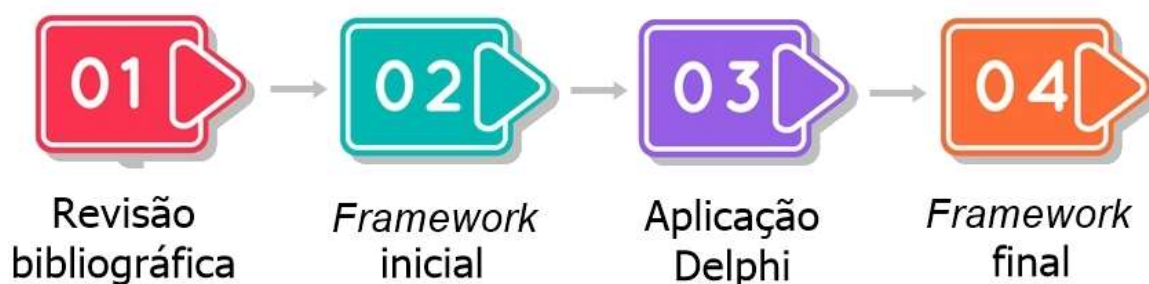 01
02
03
04
Revisão
bibliográfica
Framework
inicial
Aplicação
Delphi
Framework
final